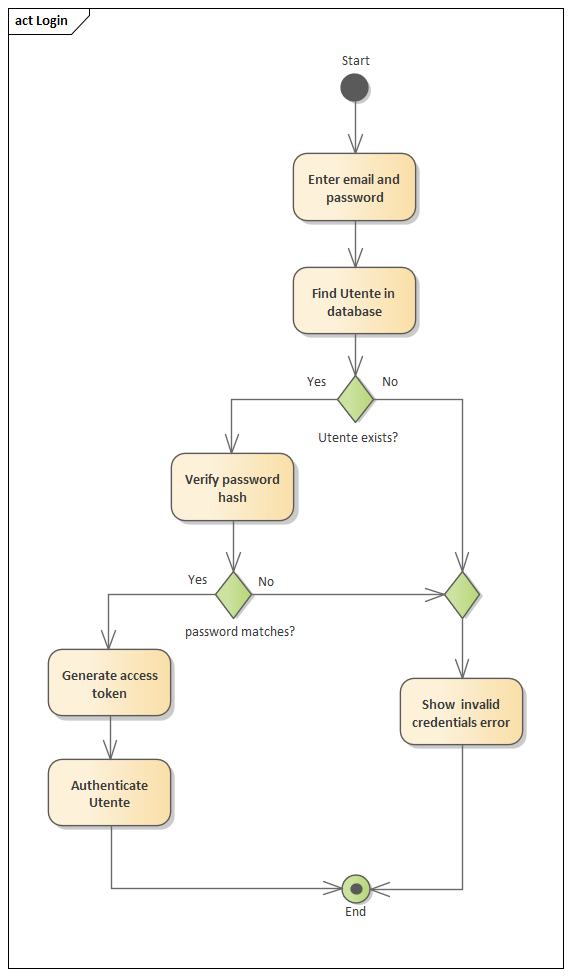 act Login
Start
Enter email and
password
Find Utente in
database
Yes
No
Utente exists?
Verify password
hash
Yes
No
password matches?
Generate access
token
Show  invalid
credentials error
Authenticate
Utente
End